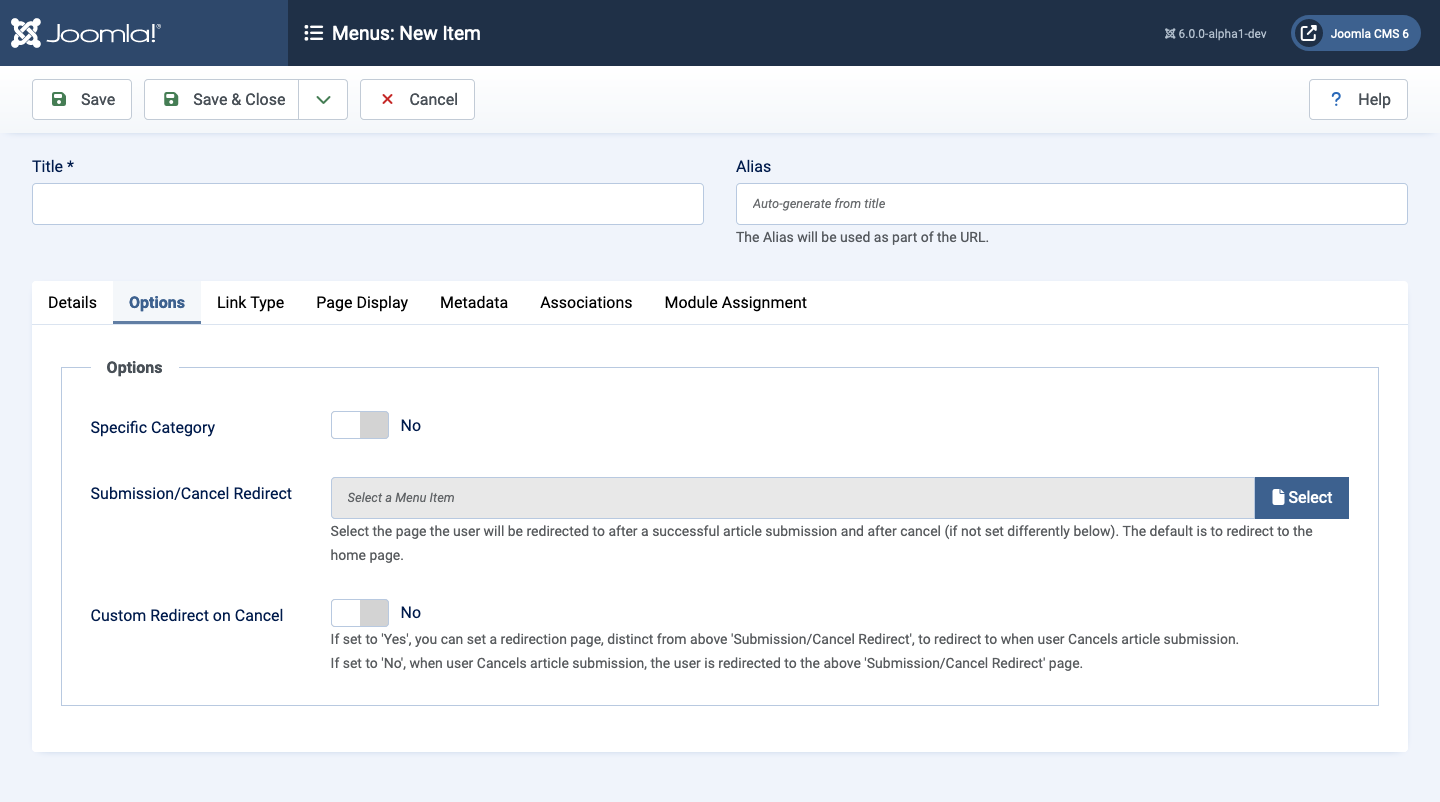 Joomla!®
Menus: New Item
6.0.0-alpha1-dev
Joomla CMS 6
Save
Save & Close
Cancel
? Help
Title *
Alias
Auto-generate from title
The Alias will be used as part of the URL.
Details Options Link Type Page Display Metadata Associations Module Assignment
Options
Specific Category
No
Submission/Cancel Redirect
Select a Menu Item
Select
Select the page the user will be redirected to after a successful article submission and after cancel (if not set differently below). The default is to redirect to the
home page.
Custom Redirect on Cancel
No
If set to 'Yes', you can set a redirection page, distinct from above 'Submission/Cancel Redirect', to redirect to when user Cancels article submission.
If set to 'No', when user Cancels article submission, the user is redirected to the above 'Submission/Cancel Redirect' page.